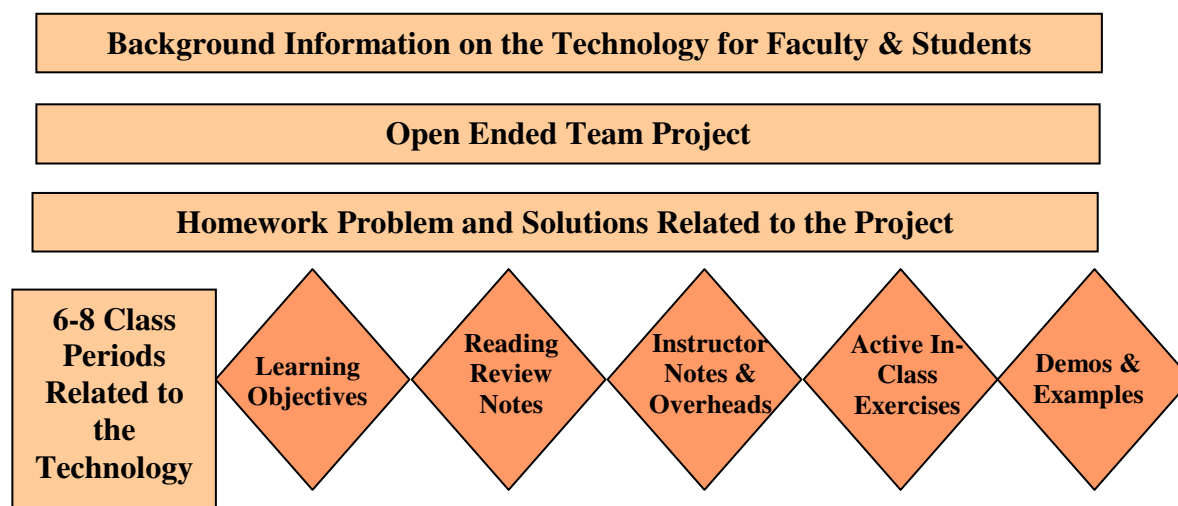 Background Information on the Technology for Faculty & Students
Open Ended Team Project
Homework Problem and Solutions Related to the Project
6-8 Class
Periods
Related to
the
Technology
Learning
Objectives
Reading
Review
Notes
Instructor
Notes &
Overheads
Active In-
Class
Exercises
Demos &
Examples